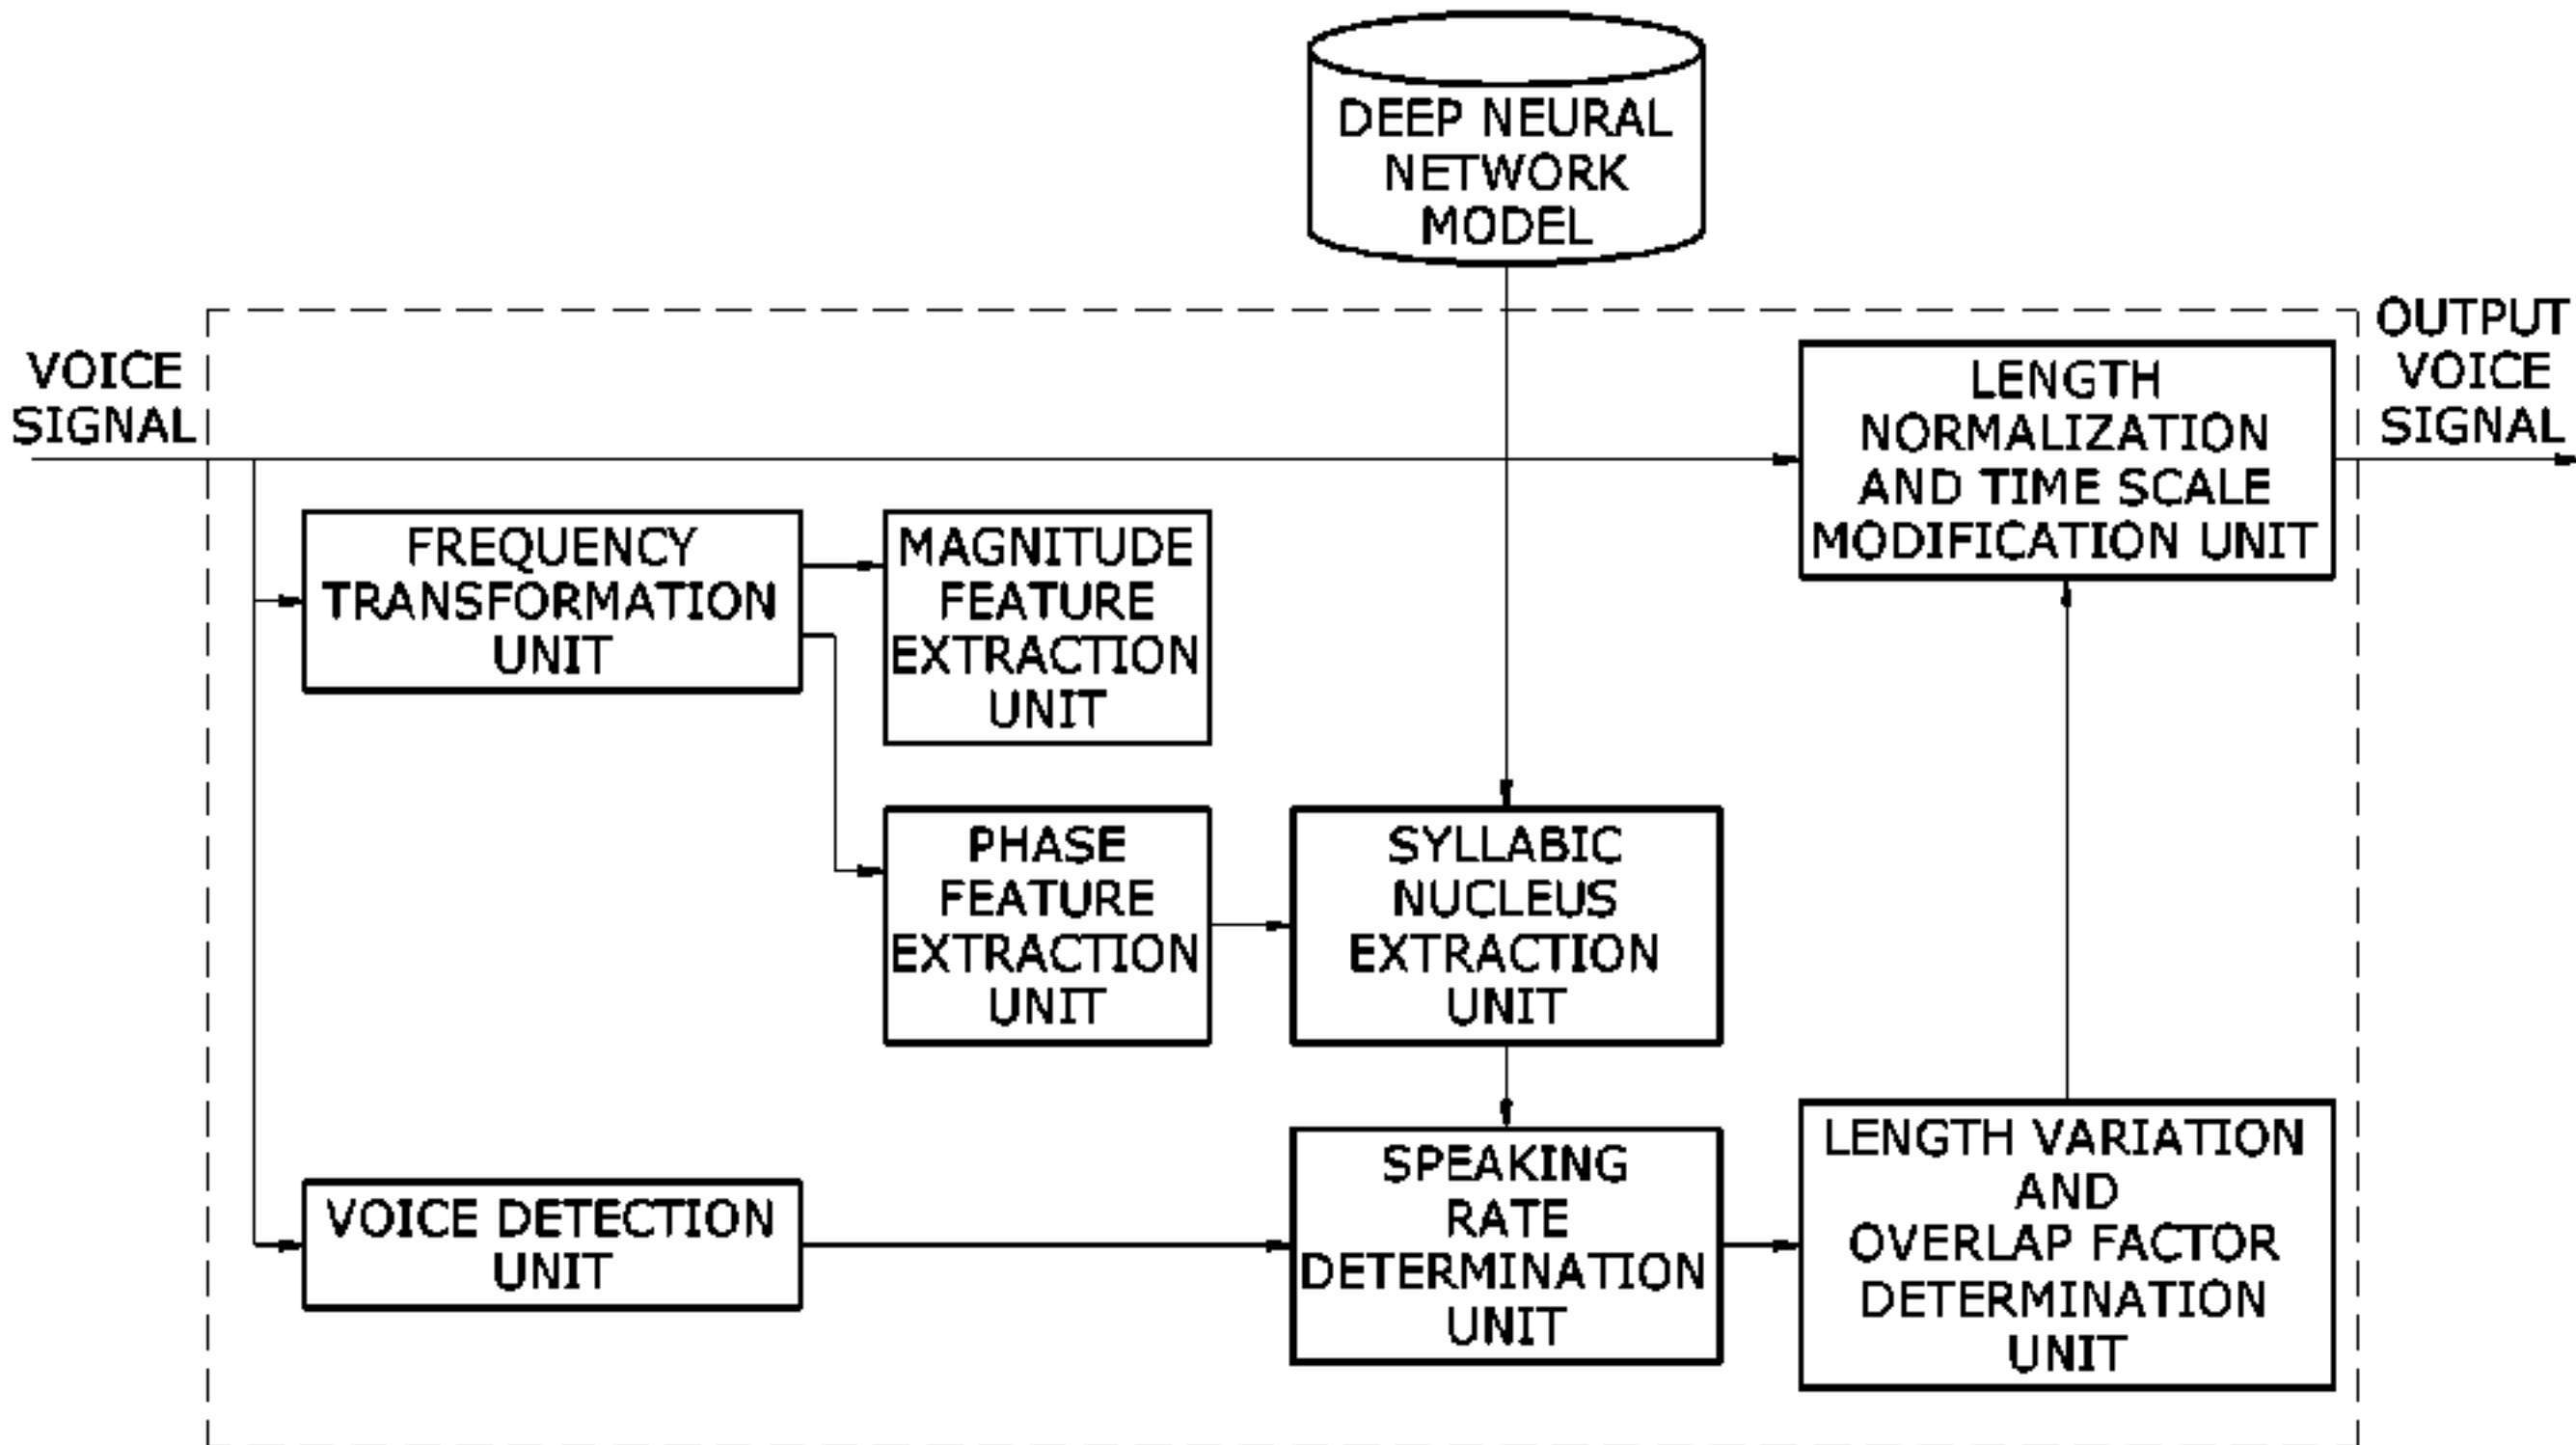 DEEP NEURAL
NETWORK
MODEL
VOICE
SIGNAL
OUTPUT
VOICE
SIGNAL
LENGTH
NORMALIZATION
AND TIME SCALE
MODIFICATION UNIT
FREQUENCY
TRANSFORMATION
UNIT
MAGNITUDE
FEATURE
EXTRACTION
UNIT
PHASE
FEATURE
EXTRACTION
UNIT
SYLLABIC
NUCLEUS
EXTRACTION
UNIT
VOICE DETECTION
UNIT
SPEAKING
RATE
DETERMINATION
UNIT
LENGTH VARIATION
AND
OVERLAP FACTOR
DETERMINATION
UNIT